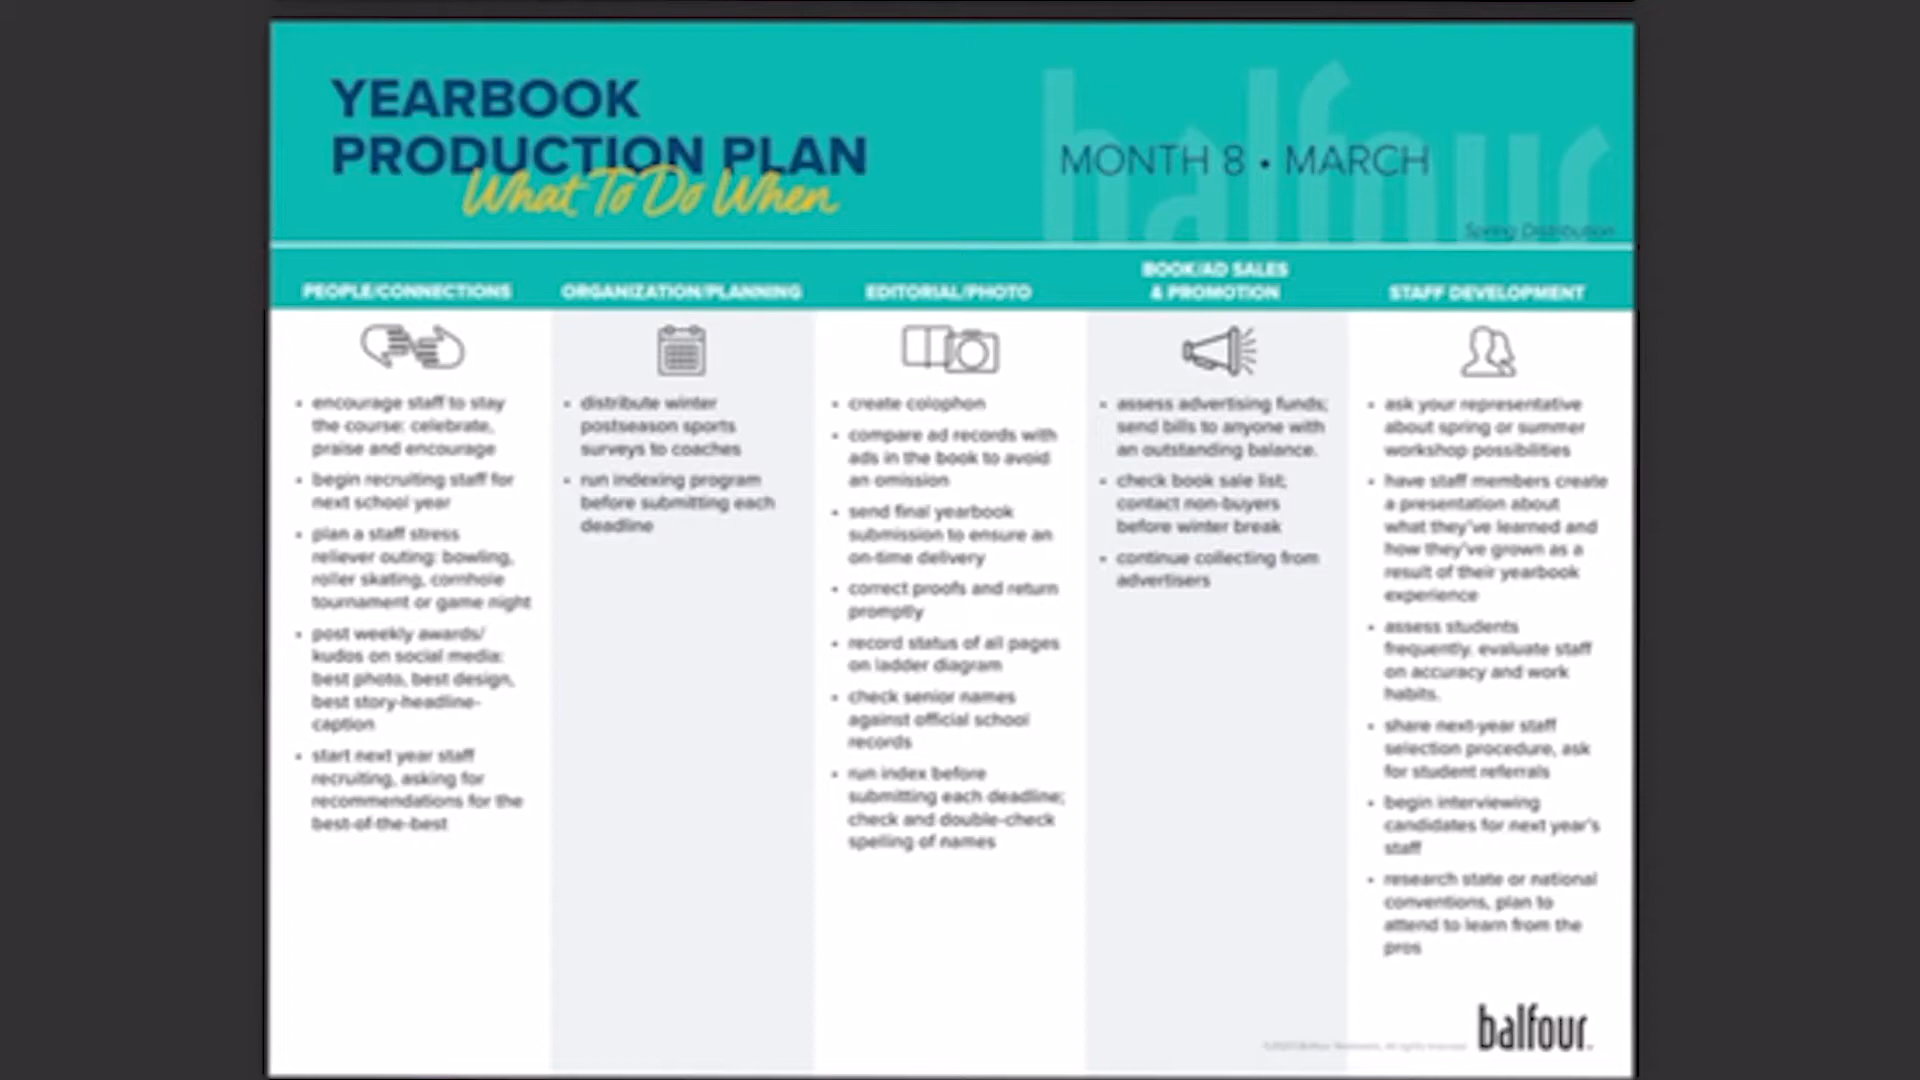 YEARBOOK
PRODUCTION PLAN
What To Do When
balfour
MONTH 8 • MARCH
Spring Distribution
PEOPLE/CONNECTIONS
• encourage staff to stay
the course: celebrate,
praise and encourage
• begin recruiting staff for
next school year
• plan a staff stress
reliever outing: bowling,
roller skating, cornhole
tournament or game night
• post weekly awards/
kudos on social media:
best photo, best design,
best story-headline-
caption
• start next year staff
recruiting, asking for
recommendations for the
best-of-the-best
ORGANIZATION/PLANNING
• distribute winter
postseason sports
surveys to coaches
• run indexing program
before submitting each
deadline
EDITORIAL/PHOTO
• create colophon
• compare ad records with
ads in the book to avoid
an omission
• send final yearbook
submission to ensure an
on-time delivery
• correct proofs and return
promptly
• record status of all pages
on ladder diagram
• check senior names
against official school
records
• run index before
submitting each deadline;
check and double-check
spelling of names
BOOK/AD SALES
& PROMOTION
• assess advertising funds;
send bills to anyone with
an outstanding balance.
• check book sale list;
contact non-buyers
before winter break
• continue collecting from
advertisers
STAFF DEVELOPMENT
• ask your representative
about spring or summer
workshop possibilities
• have staff members create
a presentation about
what they've learned and
how they've grown as a
result of their yearbook
experience
• assess students
frequently. evaluate staff
on accuracy and work
habits.
• share next-year staff
selection procedure, ask
for student referrals
• begin interviewing
candidates for next year's
staff
• research state or national
conventions, plan to
attend to learn from the
pros
All rights reserved
balfour.